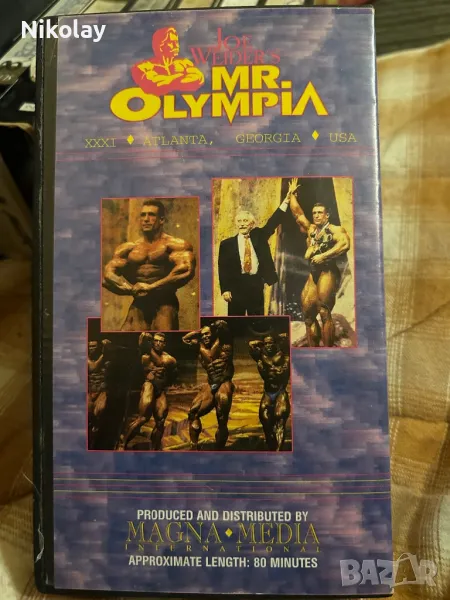 Nikolay
JOE
WEIDER'S
MR.
OLYMPIA
XXXI ♦ ATLANTA, GEORGIA ♦ USA
PRODUCED AND DISTRIBUTED BY
MAGNA ♦ MEDIA
INTERNATIONAL
APPROXIMATE LENGTH: 80 MINUTES
BAZAR